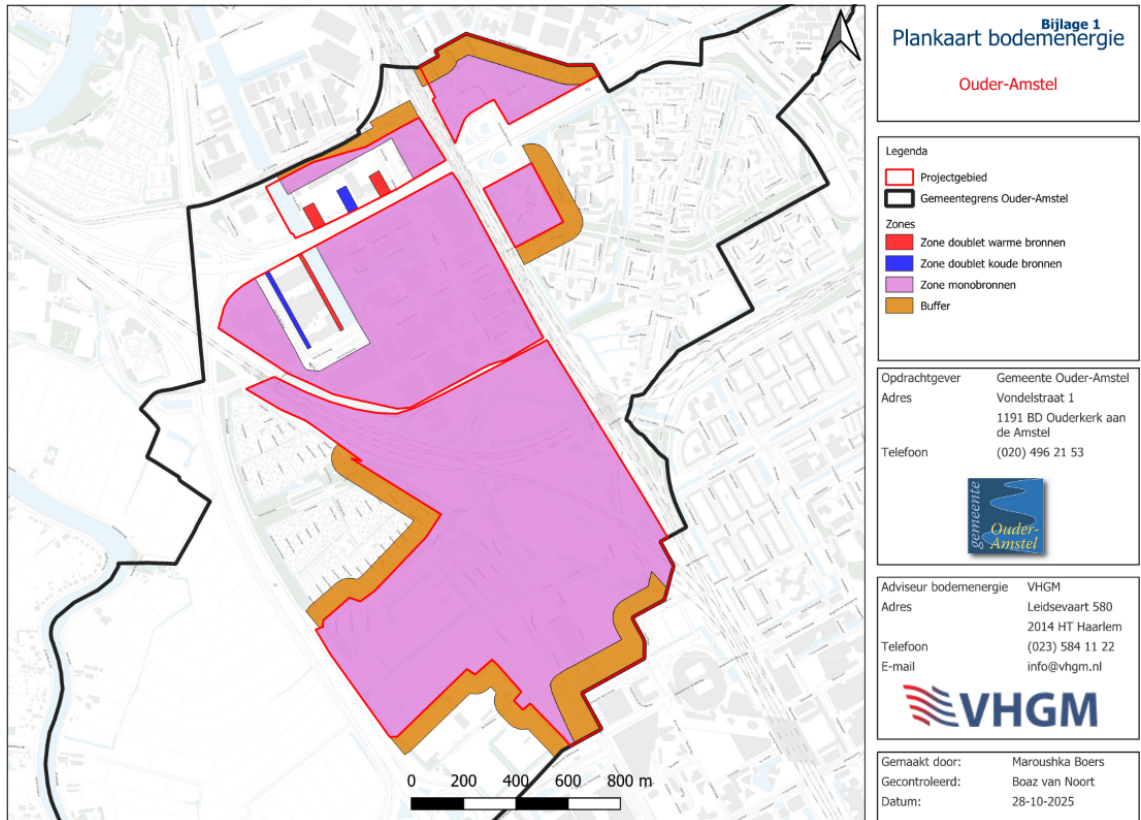 Bijlage 1
Plankaart bodemenergie
Ouder-Amstel
Legenda
Projectgebied
Gemeentegrens Ouder-Amstel
Zones
Zone doublet warme bronnen
Zone doublet koude bronnen
Zone monobronnen
Buffer
Opdrachtgever Gemeente Ouder-Amstel
Adres Vondelstraat 1
1191 BD Ouderkerk aan
de Amstel
Telefoon (020) 496 21 53
gemeente
Ouder-
Amstel
Adviseur bodemenergie VHGM
Adres Leidsevaart 580
2014 HT Haarlem
Telefoon (023) 584 11 22
E-mail info@vhgm.nl
VHGM
Gemaakt door: Maroushka Boers
Gecontroleerd: Boaz van Noort
Datum: 28-10-2025
0 200 400 600 800 m